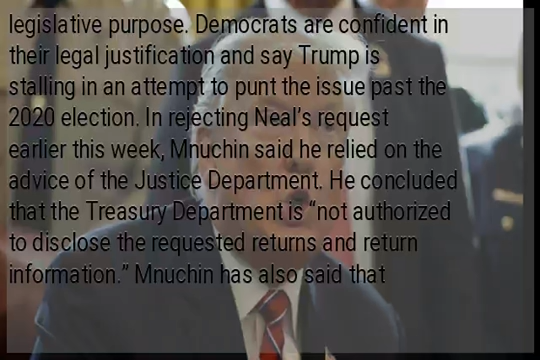 legislative purpose. Democrats are confident in
their legal justification and say Trump is
stalling in an attempt to punt the issue past the
2020 election. In rejecting Neal’s request
earlier this week, Mnuchin said he relied on the
advice of the Justice Department. He concluded
that the Treasury Department is “not authorized
to disclose the requested returns and return
information.” Mnuchin has also said that